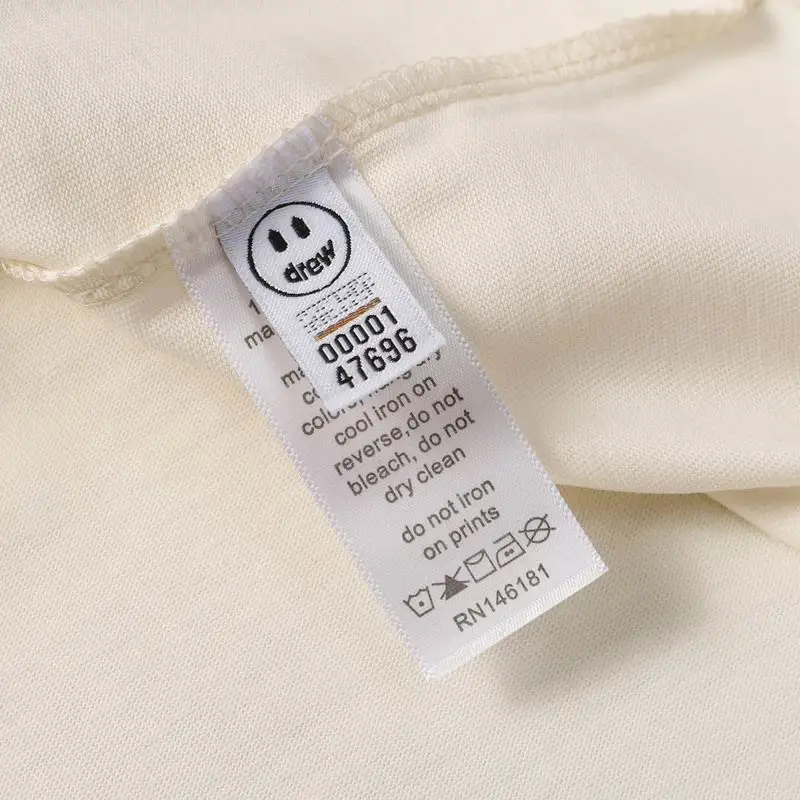 drew
00001
47696
cool iron on
reverse,do not
bleach, do not
dry clean
do not iron
on prints
RN146181